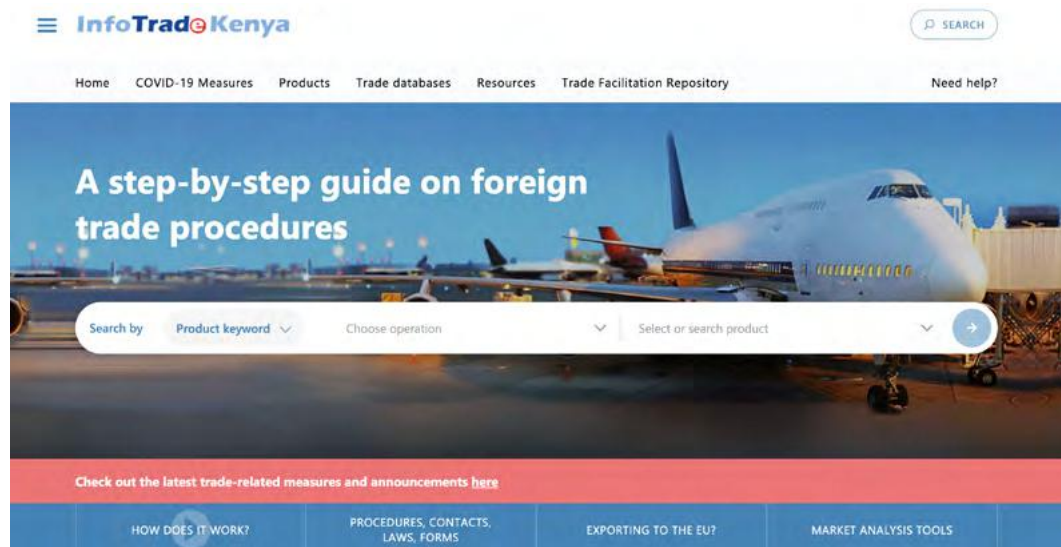 InfoTradeKenya
SEARCH
Home COVID-19 Measures Products Trade databases Resources Trade Facilitation Repository Need help?
A step-by-step guide on foreign
trade procedures
Search by Product keyword Choose operation Select or search product
Check out the latest trade-related measures and announcements here
HOW DOES IT WORK?
PROCEDURES, CONTACTS,
LAWS, FORMS
EXPORTING TO THE EU?
MARKET ANALYSIS TOOLS